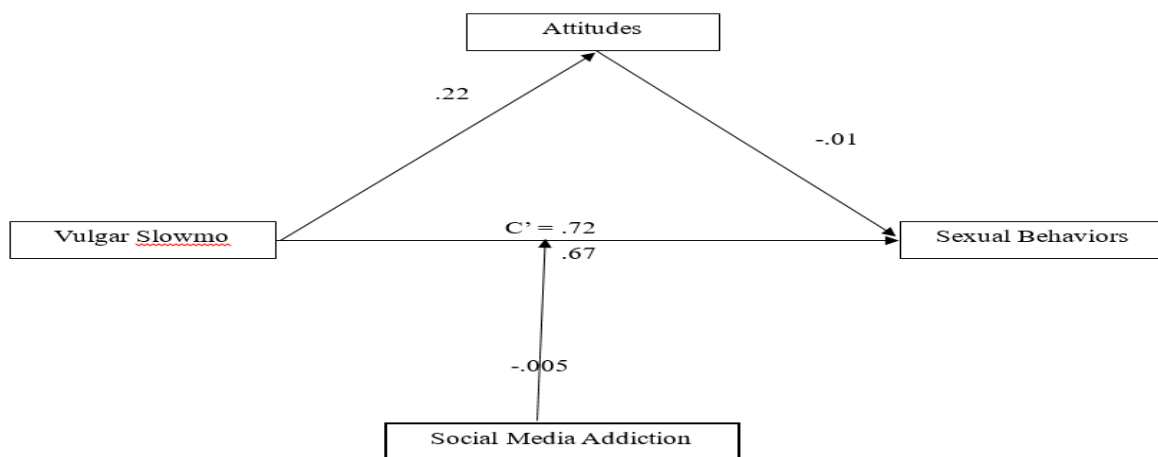 Attitudes
.22
-.01
Vulgar Slowmo
C’ = .72
.67
Sexual Behaviors
-.005
Social Media Addiction